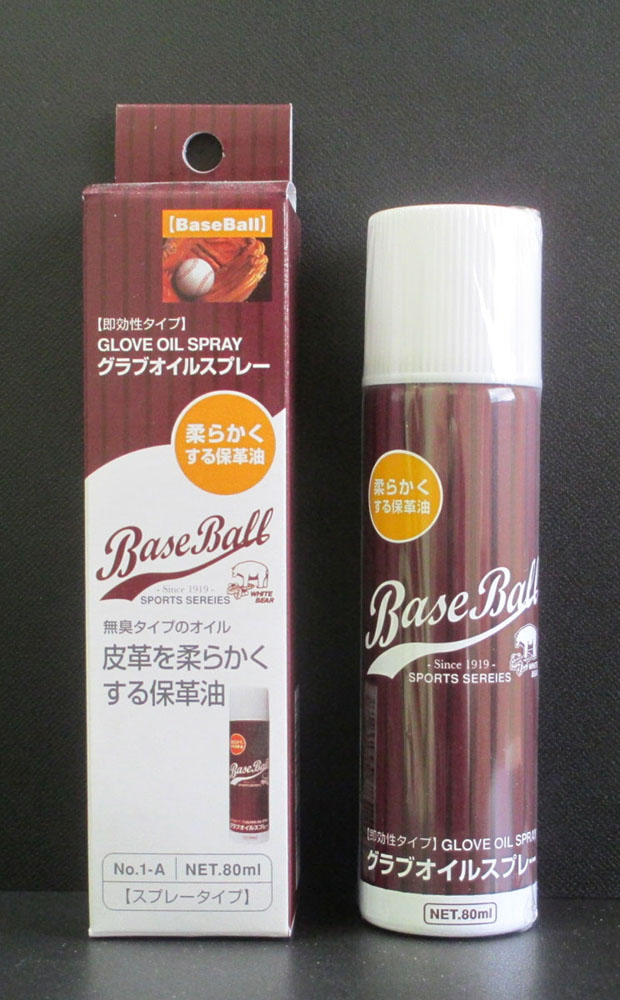 【BaseBall】
【即効性タイプ】
GLOVE OIL SPRAY
グラブオイルスプレー
柔らかく
する保革油
BaseBall
- Since 1919 -
SPORTS SEREIES
WHITE
BEAR
無臭タイプのオイル
皮革を柔らかく
する保革油
No.1-A NET.80ml
【スプレータイプ】
柔らかく
する保革油
BaseBall
- Since 1919 -
SPORTS SEREIES
WHITE
BEAR
【即効性タイプ】GLOVE OIL SPRAY
グラブオイルスプレー
NET.80ml